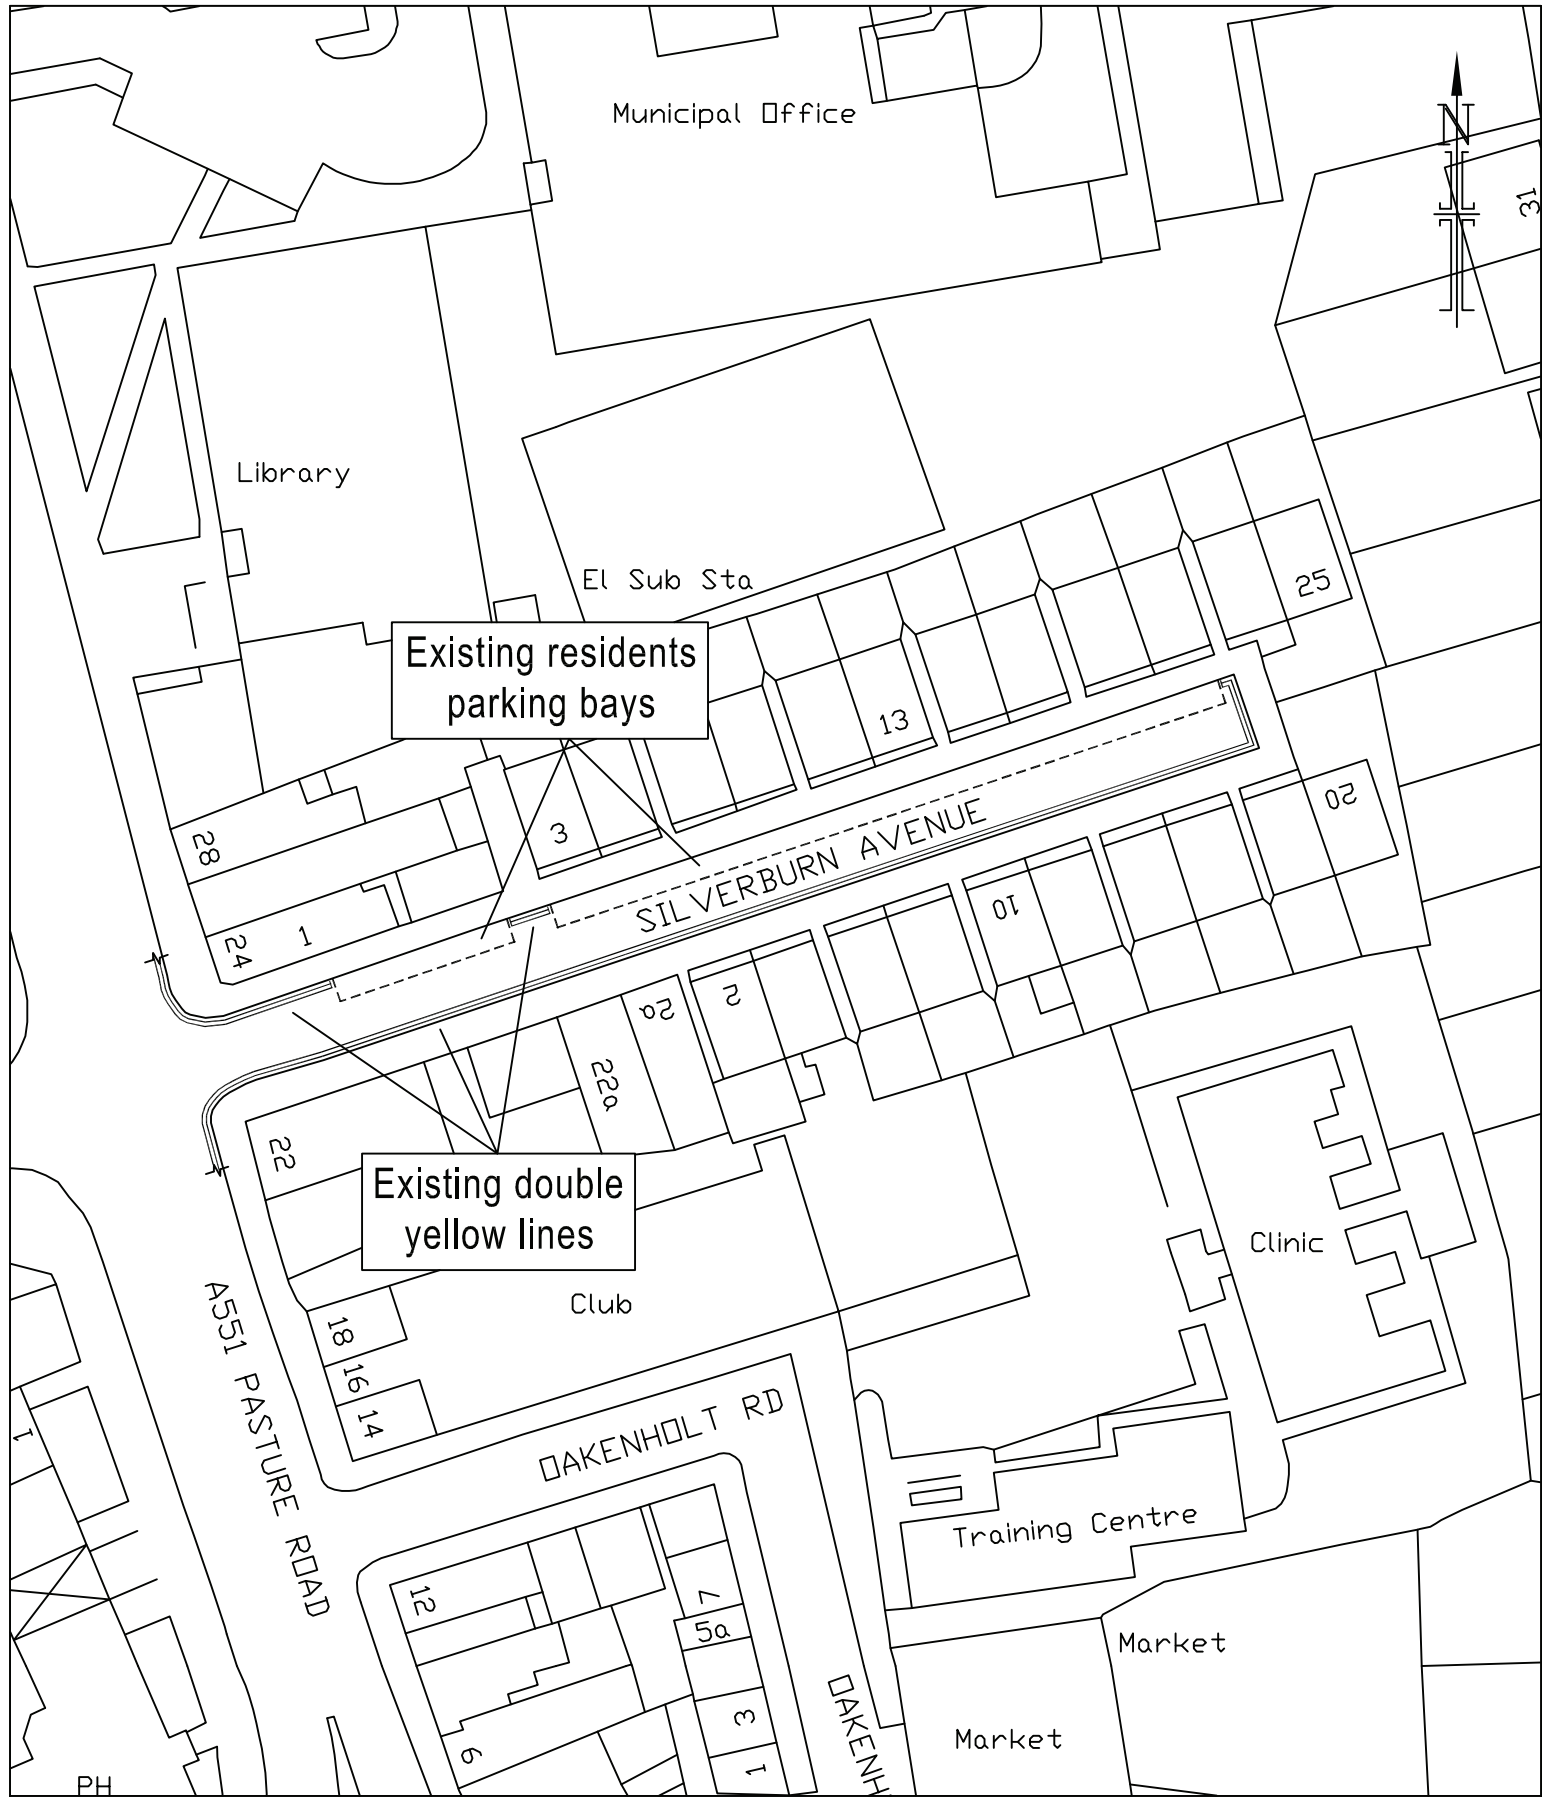 Municipal Office
N
31
Library
El Sub Sta
25
Existing residents
parking bays
13
20
3
28
SILVERBURN AVENUE
1
24
10
2
2a
22a
22
Existing double
yellow lines
Clinic
Club
18
16
14
A551 PASTURE ROAD
1
OAKENHOLT RD
Training Centre
12
7
5a
Market
3
OAKENH
Market
6
1
PH